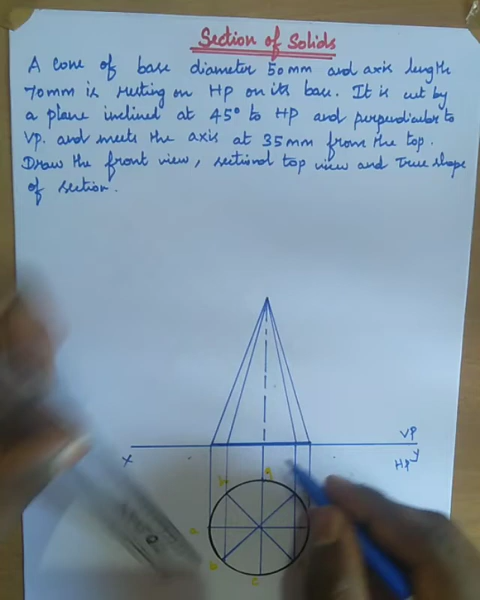 Section of Solids
A cone of base diameter 50mm and axis length
70mm is resting on HP on its base. It is cut by
a plane inclined at 45° to HP and perpendicular to
VP. and meets the axis at 35mm from the top.
Draw the front view, sectional top view and True shape
of section.
VP
X
Y
HP
a
b
c